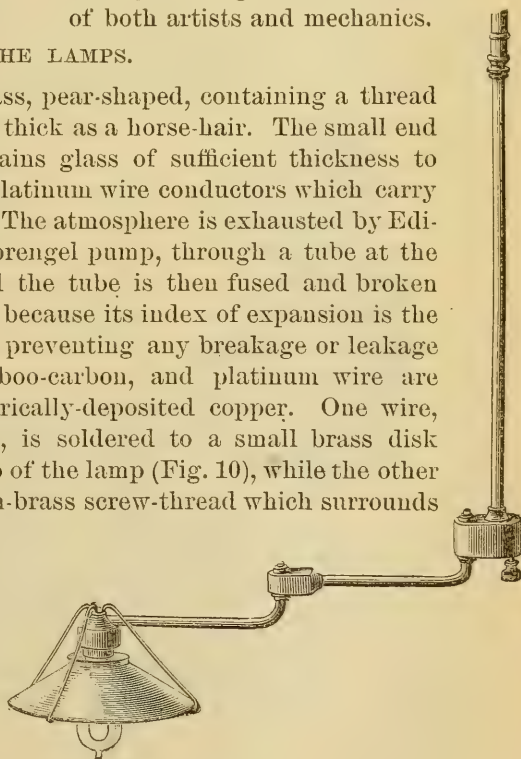 of both artists and mechanics.
HE LAMPS.
ss, pear-shaped, containing a thread
thick as a horse-hair. The small end
ains glass of sufficient thickness to
latinum wire conductors which carry
The atmosphere is exhausted by Edi-
prengel pump, through a tube at the
l the tube is then fused and broken
because its index of expansion is the
preventing any breakage or leakage
boo-carbon, and platinum wire are
rically-deposited copper. One wire,
, is soldered to a small brass disk
o of the lamp (Fig. 10), while the other
n-brass screw-thread which surrounds